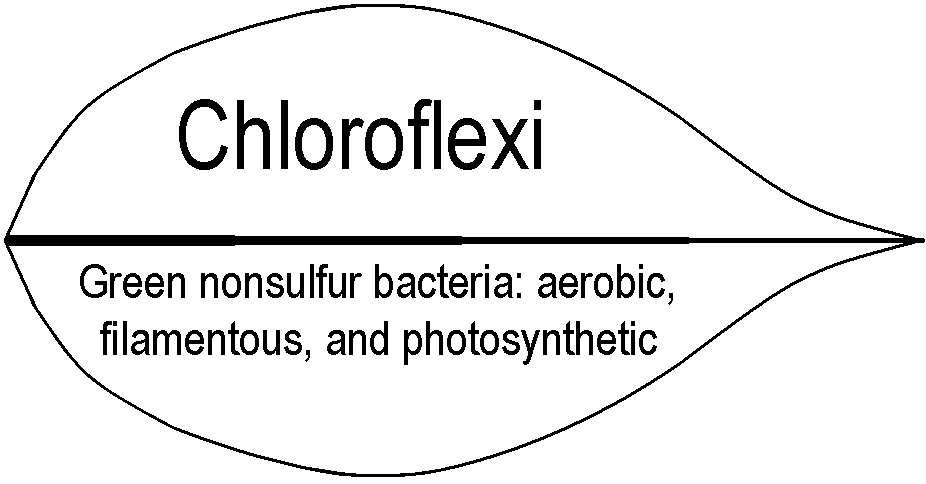 Chloroflexi
Green nonsulfur bacteria: aerobic,
filamentous, and photosynthetic